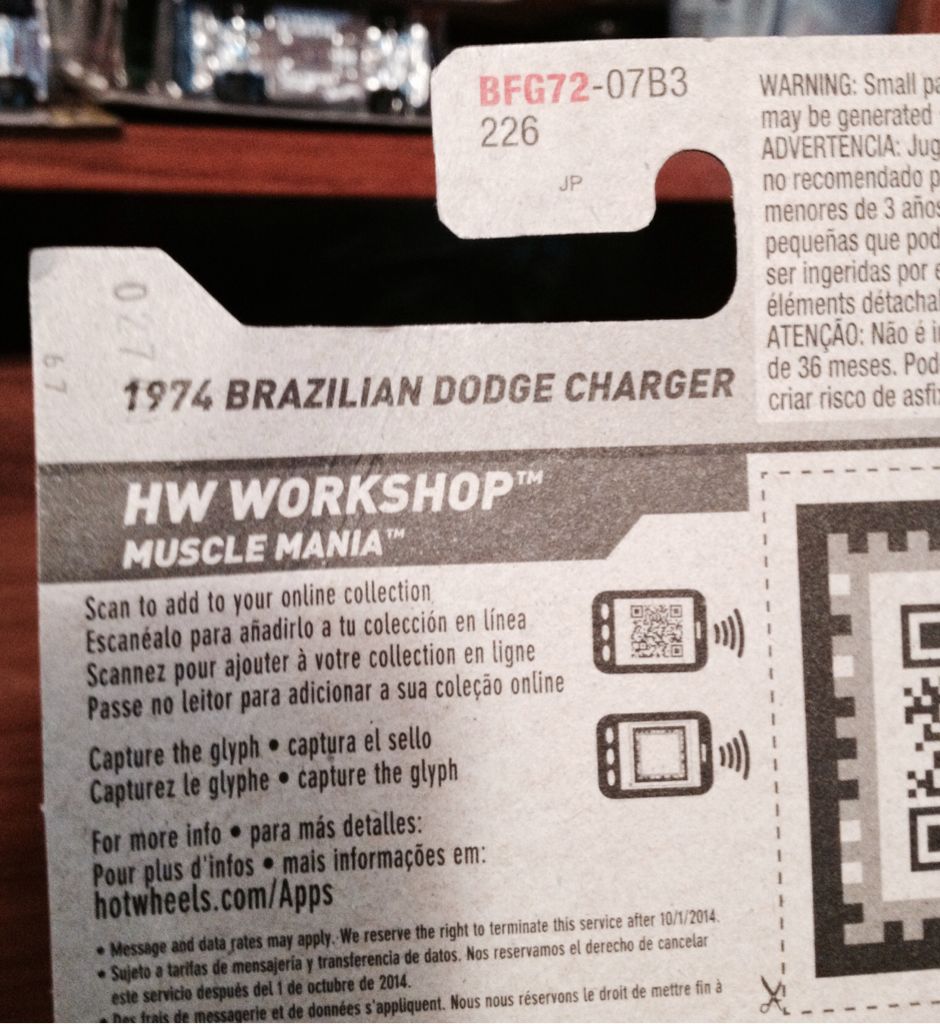 BFG72-07B3
226
JP
WARNING: Small
may be generated
ADVERTENCIA:
no recomendado
menores de 3 años
pequeñas que
ser ingeridas por
éléments
ATENÇÃO: Não é
de 36 meses.
criar risco de
027
67
1974 BRAZILIAN DODGE CHARGER
HW WORKSHOP™
MUSCLE MANIA™
Scan to add to your online collection
Escanéalo para añadirlo a tu colección en línea
Scannez pour ajouter à votre collection en ligne
Passe no leitor para adicionar a sua coleção online
Capture the glyph • captura el sello
Capturez le glyphe • capture the glyph
For more info • para más detalles:
Pour plus d'infos • mais informações em:
hotwheels.com/Apps
• Message and data rates may apply. We reserve the right to terminate this service after 10/1/2014.
• Sujeto a tarifas de mensajería y transferencia de datos. Nos reservamos el derecho de cancelar
este servicio después del 1 de octubre de 2014.
• Des frais de messagerie et de données s'appliquent. Nous nous réservons le droit de mettre fin à